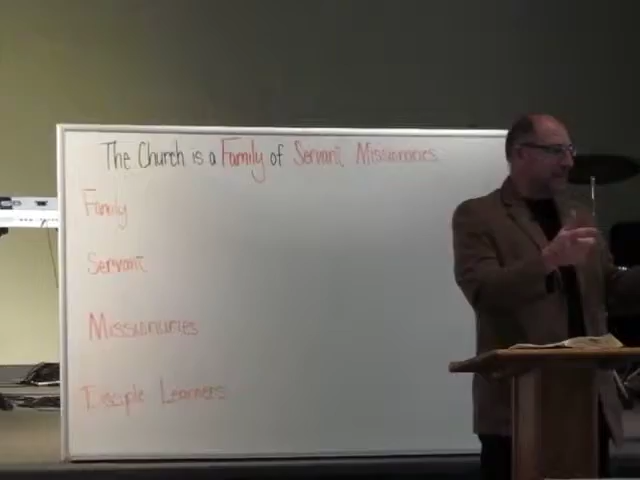 The Church is a Family of Servant Missionaries
Family
Servant
Missionaries
Disciple Learners